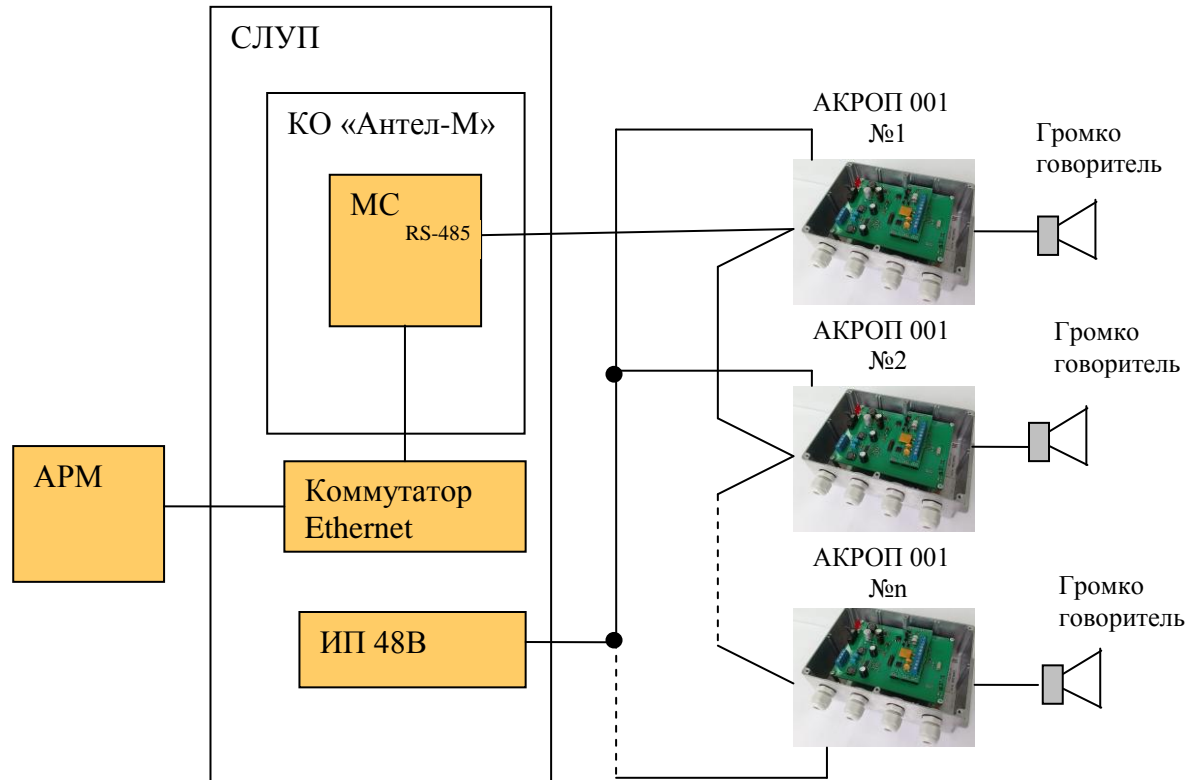 СЛУП
КО «Антел-М»
МС
RS-485
АРМ
Коммутатор
Ethernet
ИП 48В
АКРОП 001
№1
Громко
говоритель
АКРОП 001
№2
Громко
говоритель
АКРОП 001
№n
Громко
говоритель